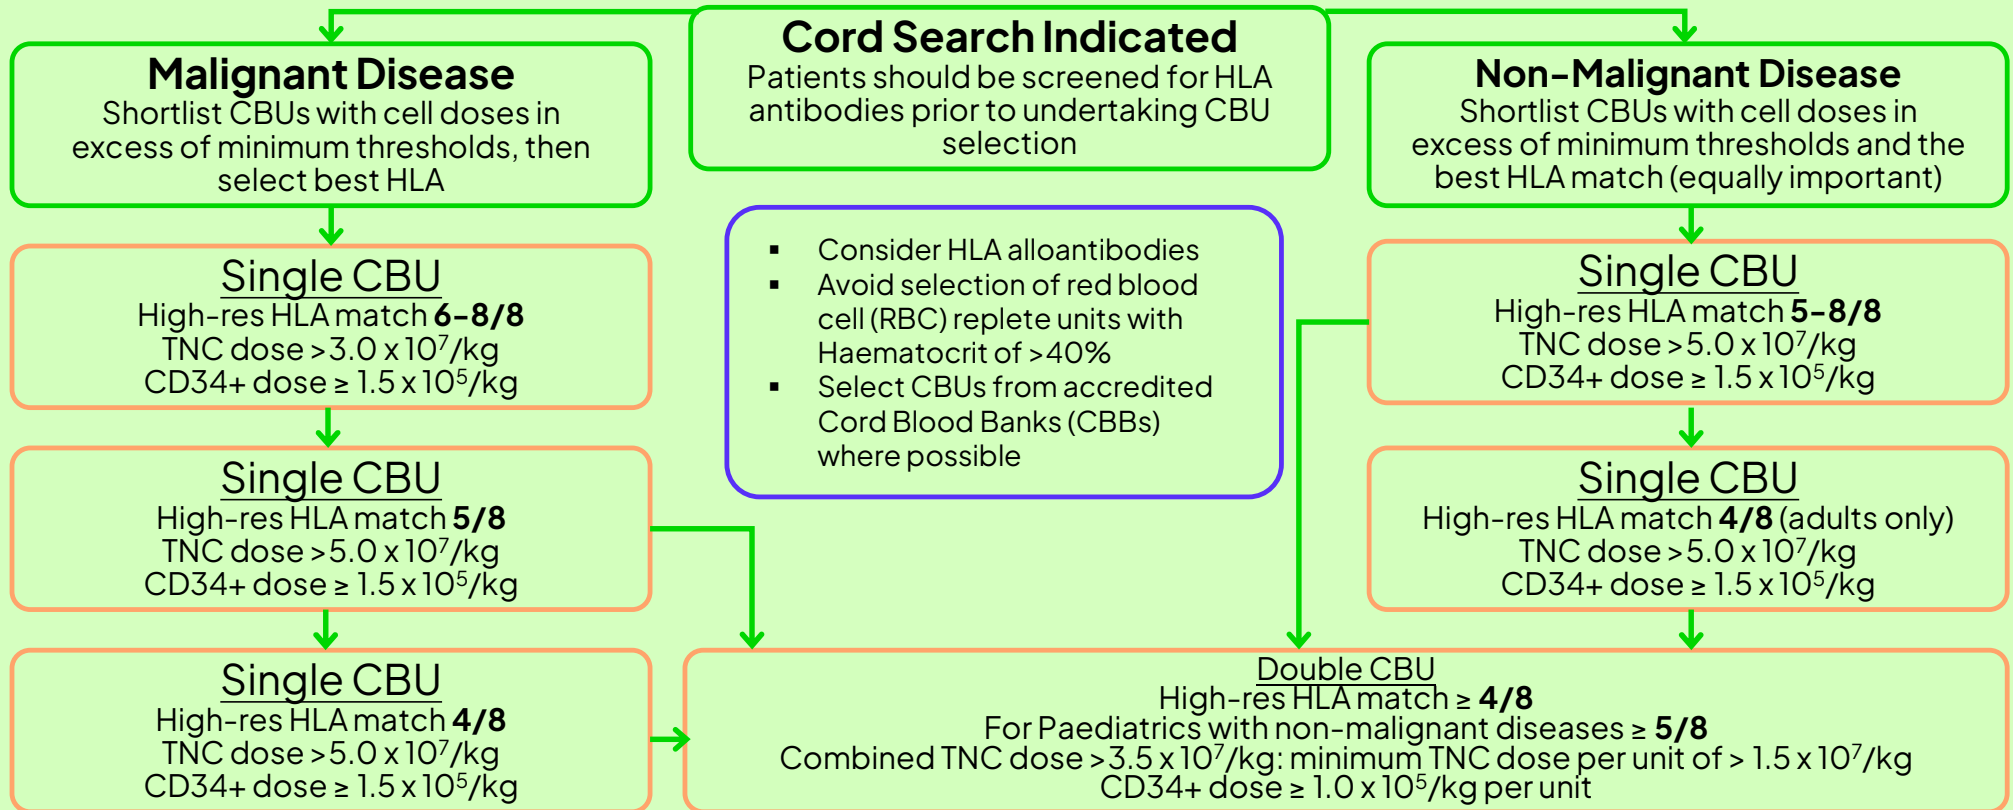 Cord Search Indicated
Patients should be screened for HLA
antibodies prior to undertaking CBU
selection
Malignant Disease
Shortlist CBUs with cell doses in
excess of minimum thresholds, then
select best HLA
Non-Malignant Disease
Shortlist CBUs with cell doses in
excess of minimum thresholds and the
best HLA match (equally important)
▪ Consider HLA alloantibodies
▪ Avoid selection of red blood
cell (RBC) replete units with
Haematocrit of >40%
▪ Select CBUs from accredited
Cord Blood Banks (CBBs)
where possible
Single CBU
High-res HLA match 6-8/8
TNC dose >3.0 x 10⁷/kg
CD34+ dose ≥ 1.5 x 10⁵/kg
Single CBU
High-res HLA match 5/8
TNC dose >5.0 x 10⁷/kg
CD34+ dose ≥ 1.5 x 10⁵/kg
Single CBU
High-res HLA match 4/8
TNC dose >5.0 x 10⁷/kg
CD34+ dose ≥ 1.5 x 10⁵/kg
Single CBU
High-res HLA match 5-8/8
TNC dose >5.0 x 10⁷/kg
CD34+ dose ≥ 1.5 x 10⁵/kg
Single CBU
High-res HLA match 4/8 (adults only)
TNC dose >5.0 x 10⁷/kg
CD34+ dose ≥ 1.5 x 10⁵/kg
Double CBU
High-res HLA match ≥ 4/8
For Paediatrics with non-malignant diseases ≥ 5/8
Combined TNC dose >3.5 x 10⁷/kg: minimum TNC dose per unit of > 1.5 x 10⁷/kg
CD34+ dose ≥ 1.0 x 10⁵/kg per unit